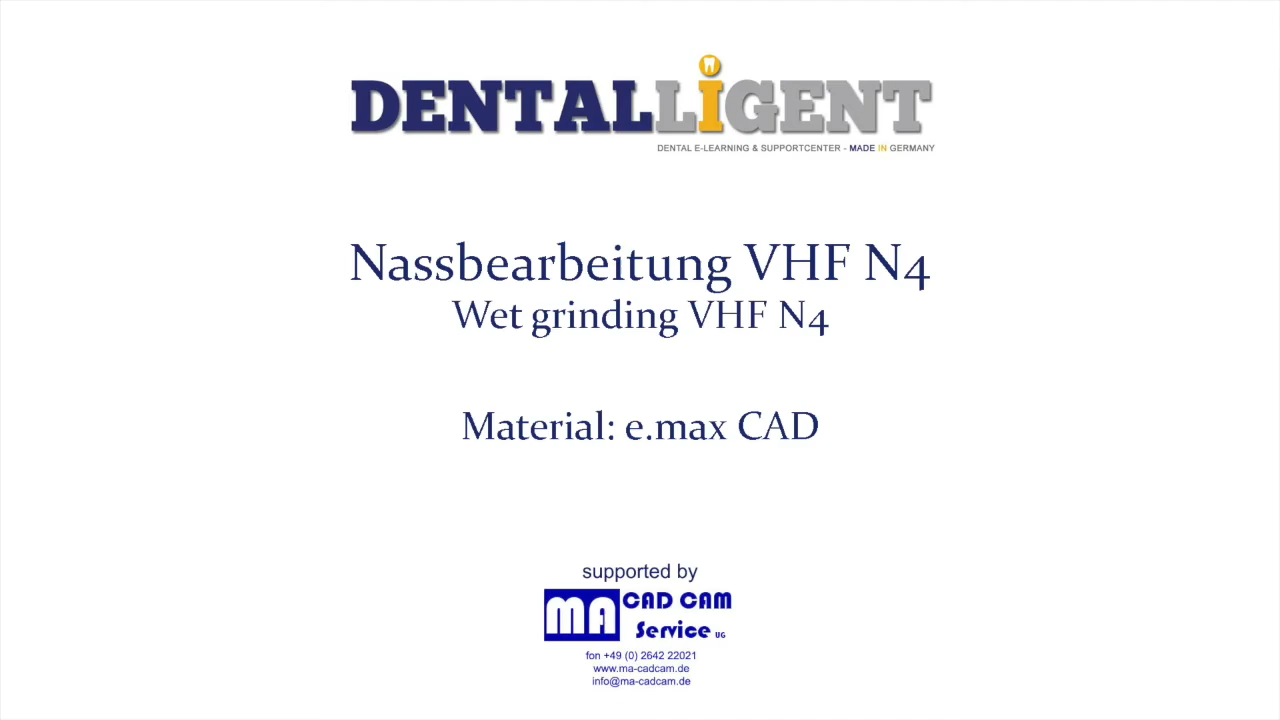 DENTALLiGENT
DENTAL E-LEARNING & SUPPORTCENTER - MADE IN GERMANY
Nassbearbeitung VHF N4
Wet grinding VHF N4
Material: e.max CAD
supported by
MA CAD CAM
Service UG
fon +49 (0) 2642 22021
www.ma-cadcam.de
info@ma-cadcam.de